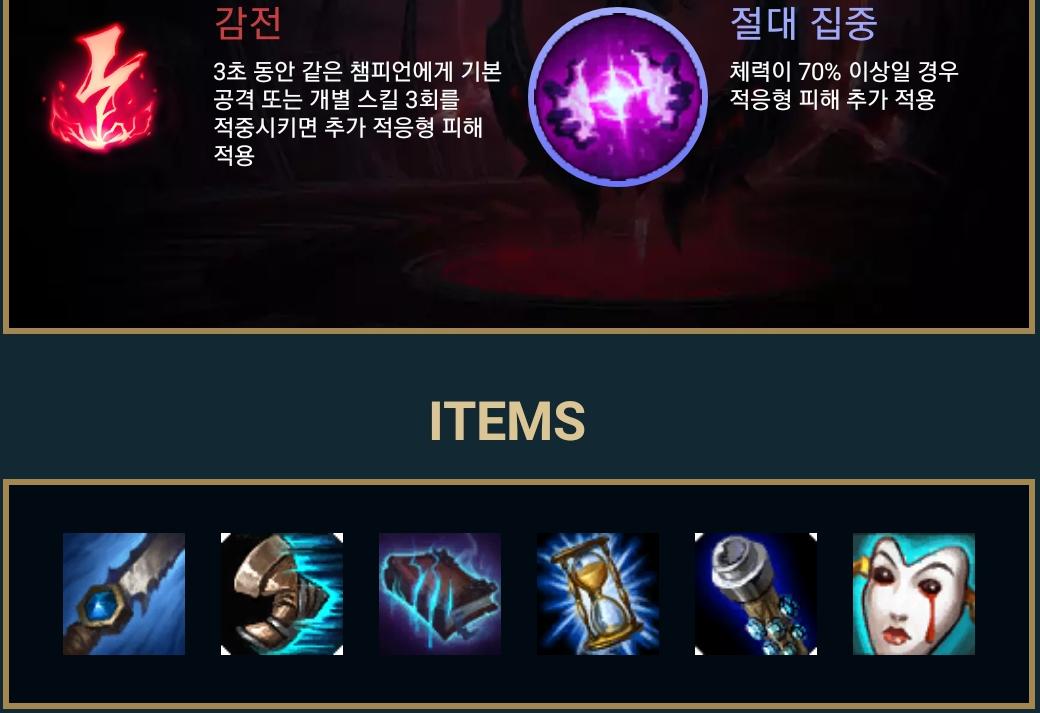 감전
3초 동안 같은 챔피언에게 기본
공격 또는 개별 스킬 3회를
적중시키면 추가 적응형 피해
적용
절대 집중
체력이 70% 이상일 경우
적응형 피해 추가 적용
ITEMS